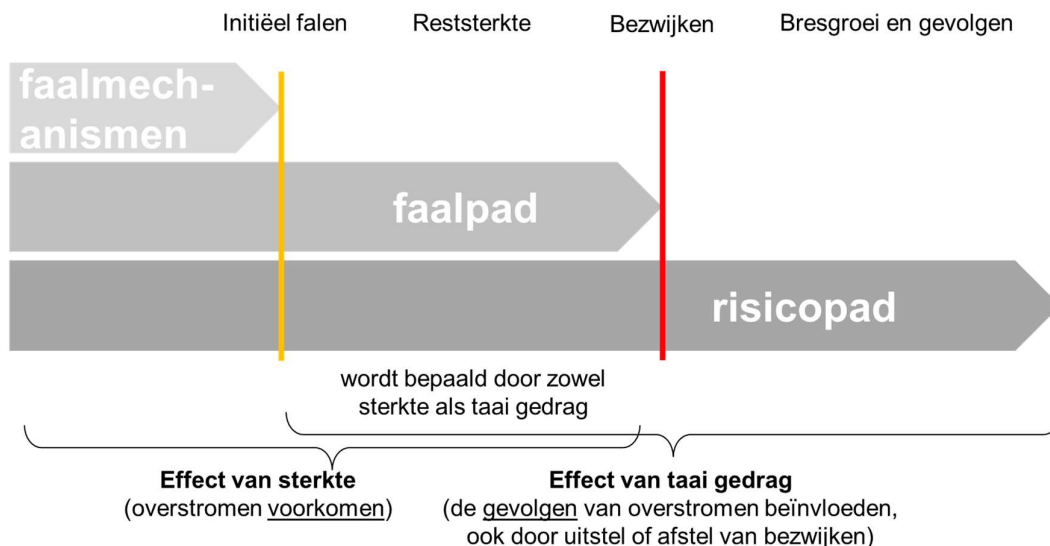 Initiëel falen
Reststerkte
Bezwijken
Bresgroei en gevolgen
faalmech-
anismen
faalpad
risicopad
wordt bepaald door zowel
sterkte als taai gedrag
Effect van sterkte
(overstromen voorkomen)
Effect van taai gedrag
(de gevolgen van overstromen beïnvloeden,
ook door uitstel of afstel van bezwijken)